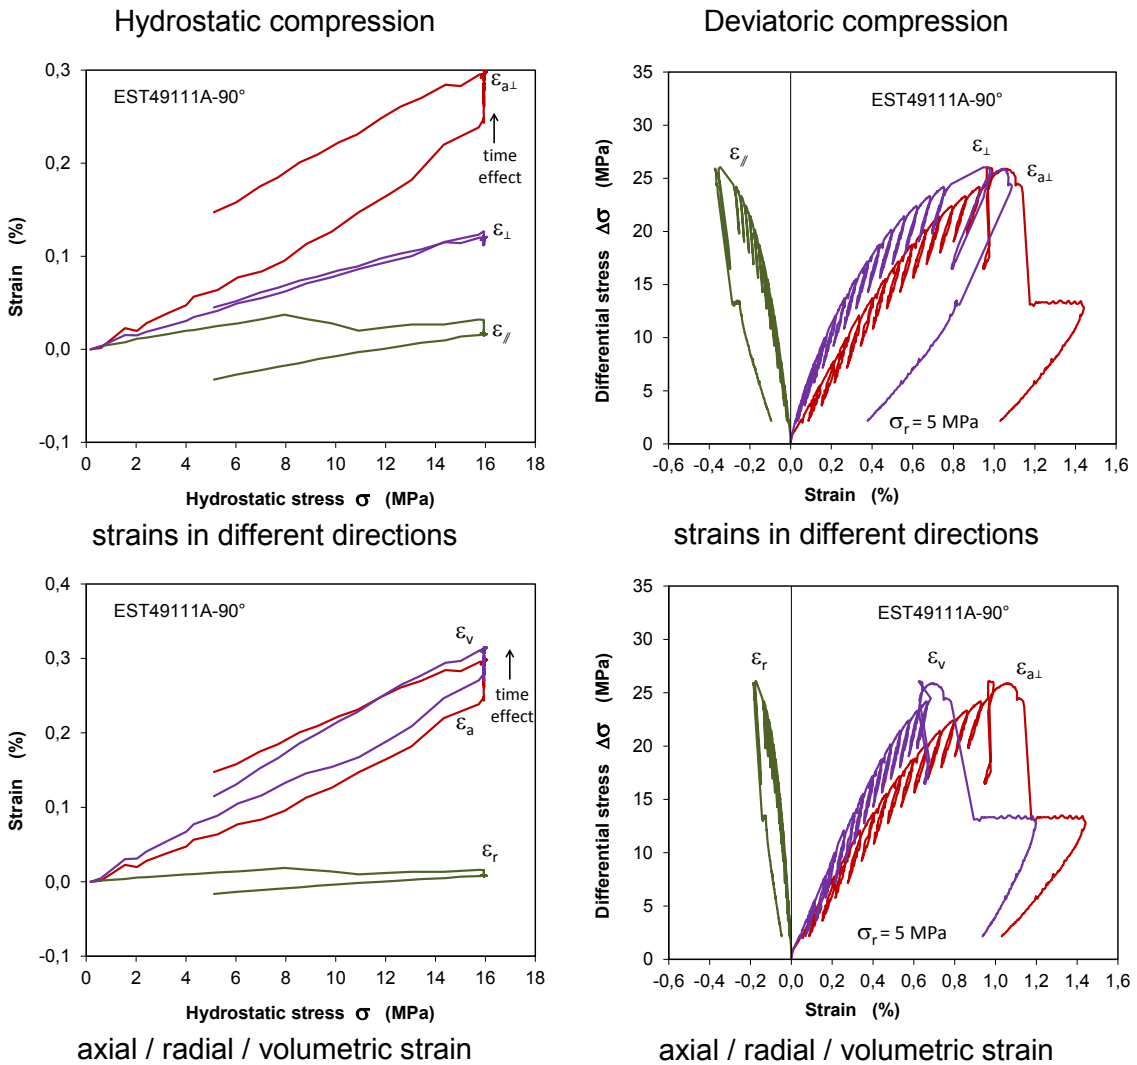 Hydrostatic compression
Deviatoric compression
0,3
0,2
0,1
0,0
-0,1
Strain (%)
EST49111A-90°
εa⊥
time
effect
ε⊥
ε//
0 2 4 6 8 10 12 14 16 18
Hydrostatic stress σ (MPa)
strains in different directions
35
30
25
20
15
10
5
0
Differential stress Δσ (MPa)
EST49111A-90°
ε//
ε⊥
εa⊥
σr = 5 MPa
-0,6 -0,4 -0,2 0,0 0,2 0,4 0,6 0,8 1,0 1,2 1,4 1,6
Strain (%)
strains in different directions
0,4
0,3
0,2
0,1
0,0
-0,1
Strain (%)
EST49111A-90°
εv
time
effect
εa
εr
0 2 4 6 8 10 12 14 16 18
Hydrostatic stress σ (MPa)
axial / radial / volumetric strain
35
30
25
20
15
10
5
0
Differential stress Δσ (MPa)
EST49111A-90°
εr
εv
εa⊥
σr = 5 MPa
-0,6 -0,4 -0,2 0,0 0,2 0,4 0,6 0,8 1,0 1,2 1,4 1,6
Strain (%)
axial / radial / volumetric strain